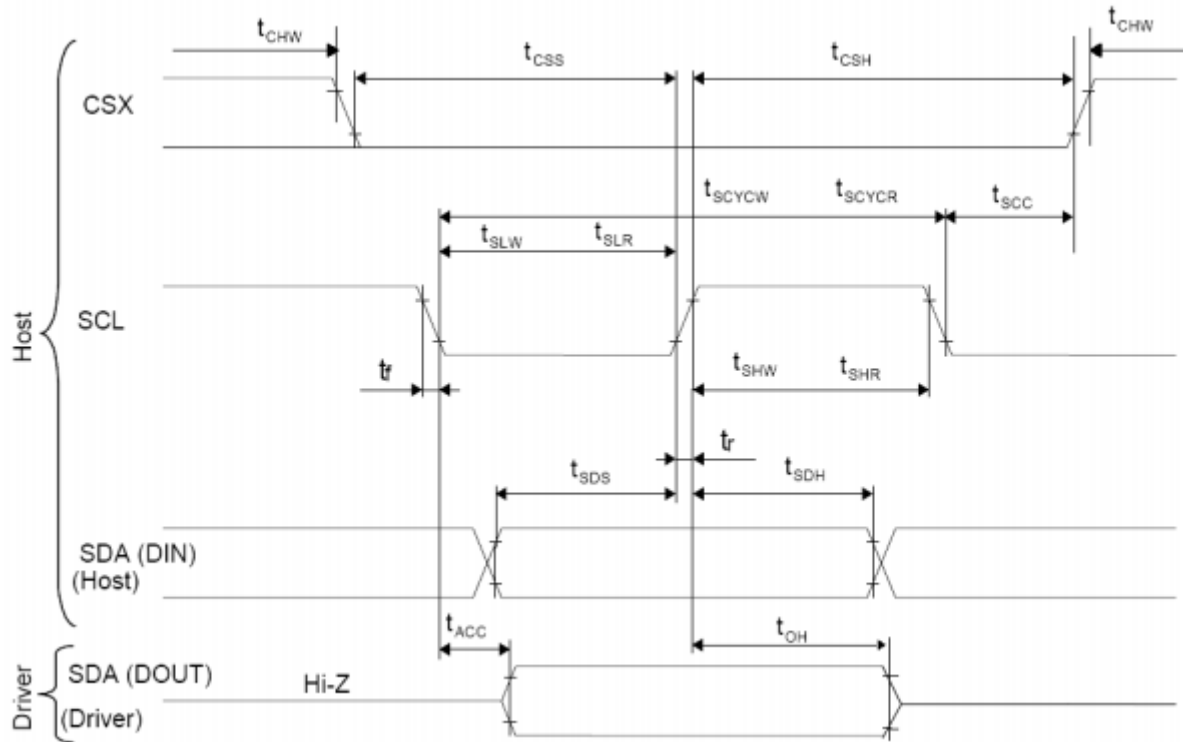 tCHW
tCHW
tCSS
tCSH
CSX
tSCYCW
tSCYCR
tSCC
tSLW
tSLR
SCL
Host
tf
tSHW
tSHR
tr
tSDS
tSDH
SDA (DIN)
(Host)
tACC
tOH
SDA (DOUT)
Hi-Z
Driver
(Driver)